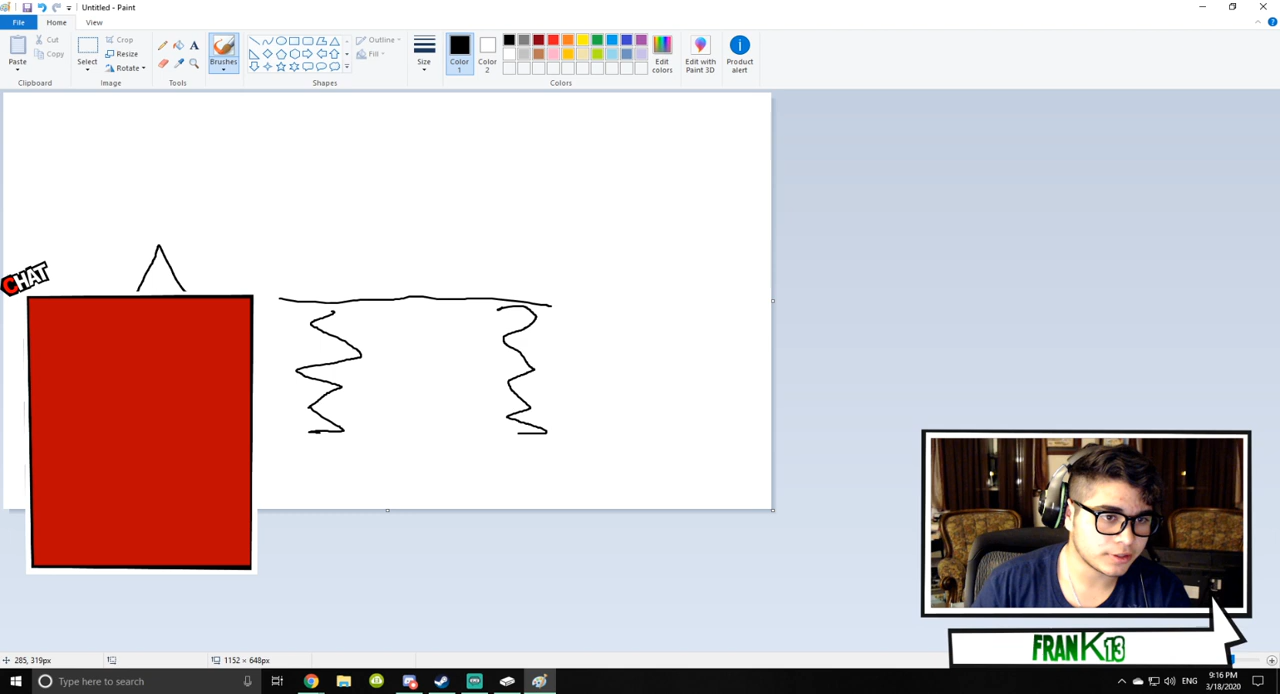 Untitled - Paint
File Home View
Paste
Cut
Copy
Clipboard
Select
Crop
Resize
Rotate
Image
A
Tools
Brushes
Outline
Fill
Shapes
Size
Color 1
Color 2
Edit colors
Edit with Paint 3D
Product alert
Colors
CHAT
FRANK13
285, 319px
1152 × 648px
Type here to search
ENG
9:16 PM
3/18/2020